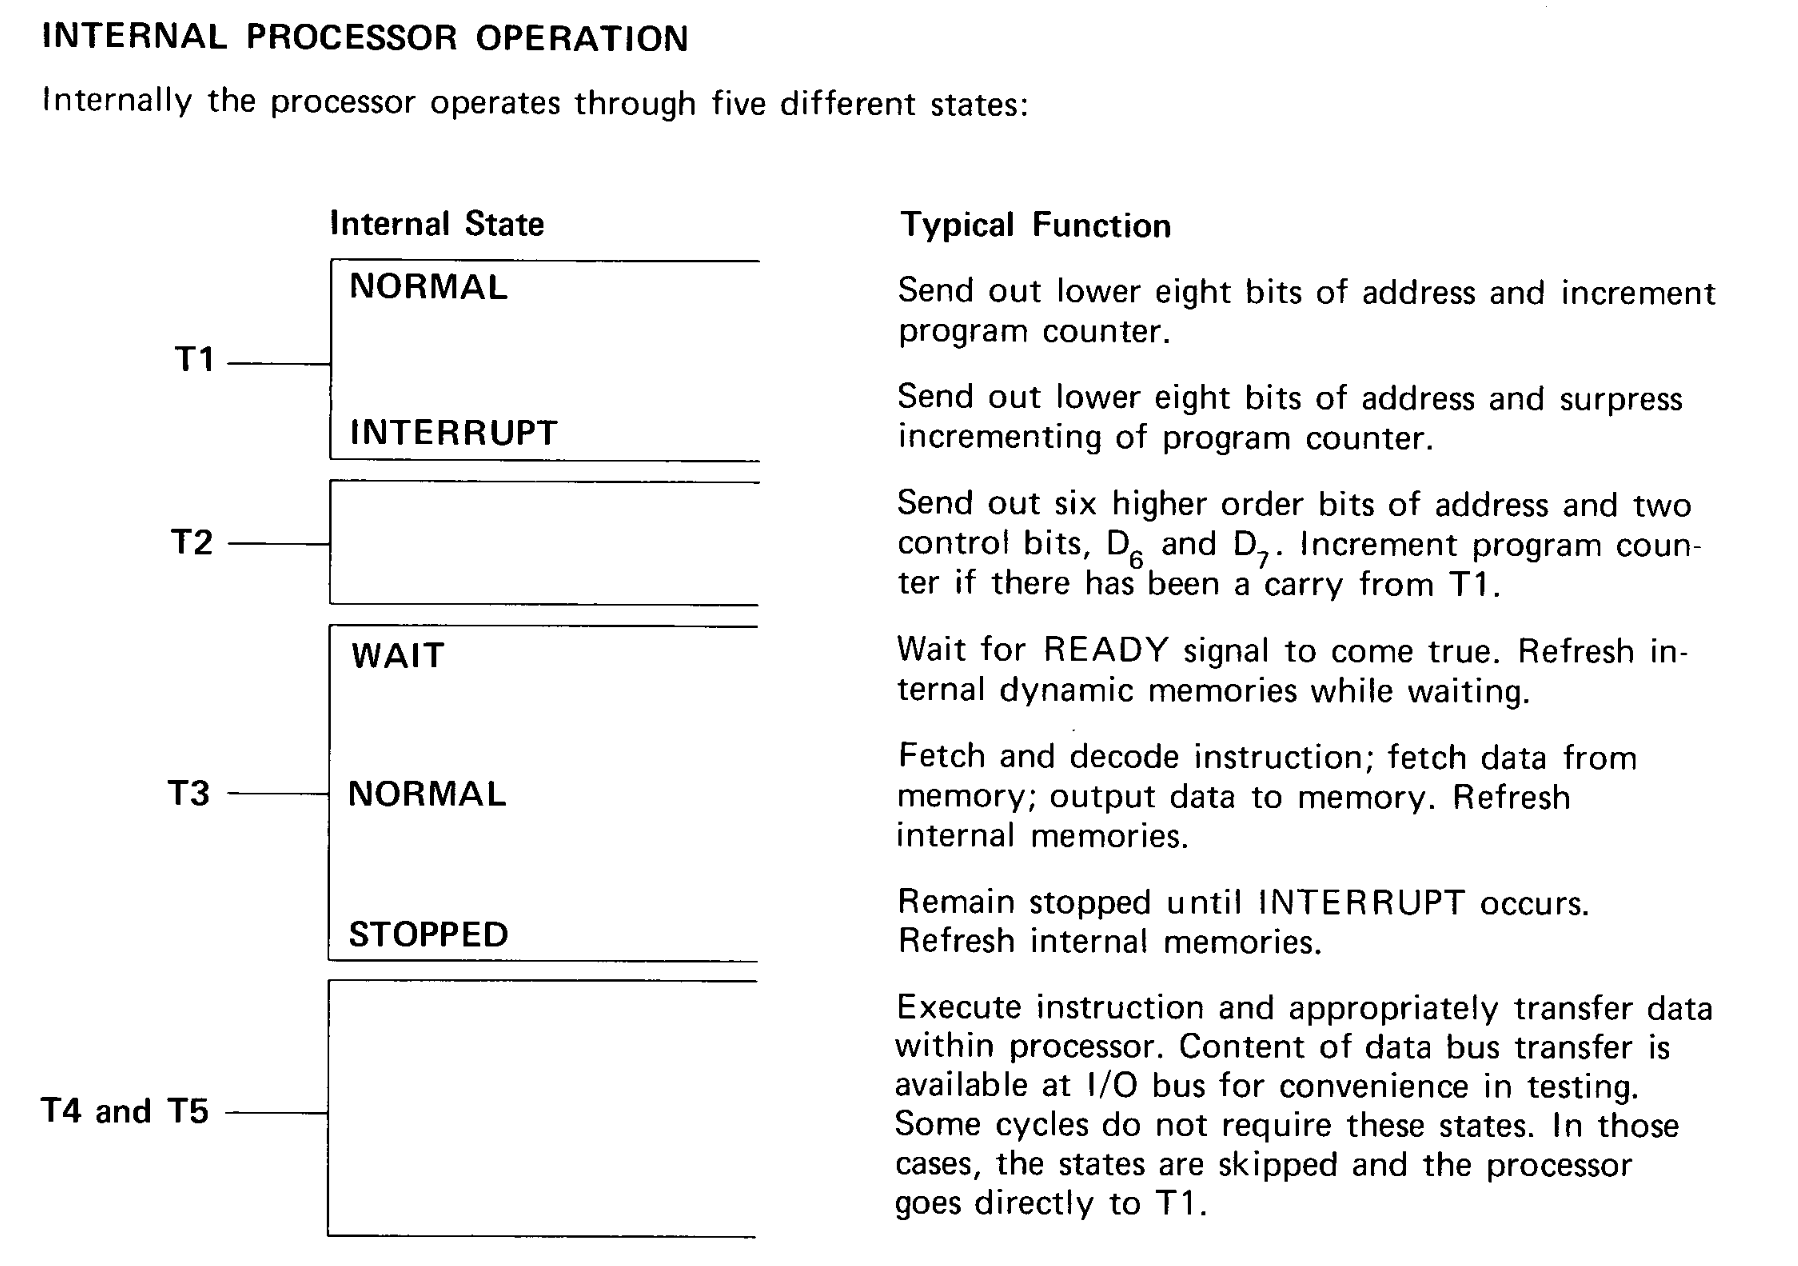 INTERNAL PROCESSOR OPERATION
Internally the processor operates through five different states:
Internal State
Typical Function
T1
NORMAL
Send out lower eight bits of address and increment
program counter.
INTERRUPT
Send out lower eight bits of address and surpress
incrementing of program counter.
T2
Send out six higher order bits of address and two
control bits, D6 and D7. Increment program coun-
ter if there has been a carry from T1.
T3
WAIT
Wait for READY signal to come true. Refresh in-
ternal dynamic memories while waiting.
NORMAL
Fetch and decode instruction; fetch data from
memory; output data to memory. Refresh
internal memories.
STOPPED
Remain stopped until INTERRUPT occurs.
Refresh internal memories.
T4 and T5
Execute instruction and appropriately transfer data
within processor. Content of data bus transfer is
available at I/O bus for convenience in testing.
Some cycles do not require these states. In those
cases, the states are skipped and the processor
goes directly to T1.